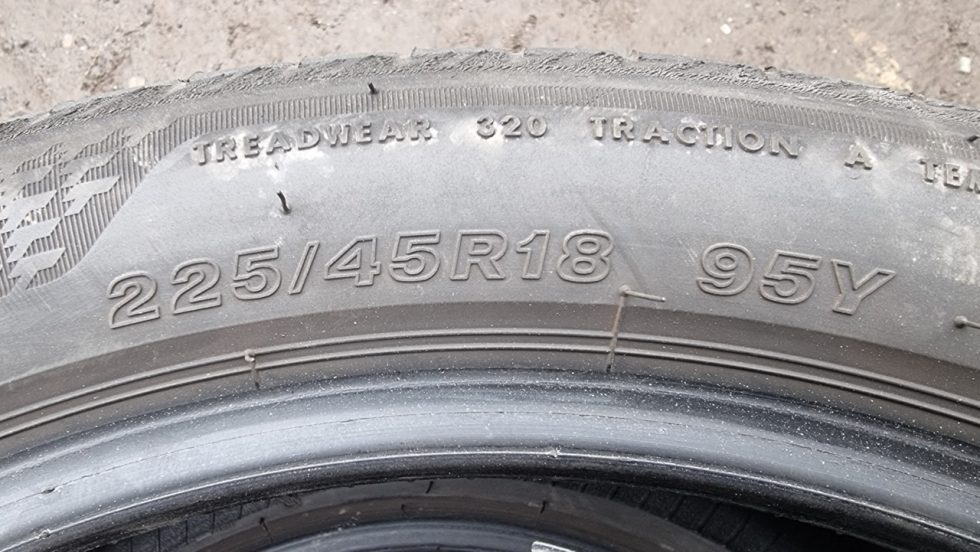 TREADWEAR 320 TRACTION A
225/45R18 95Y